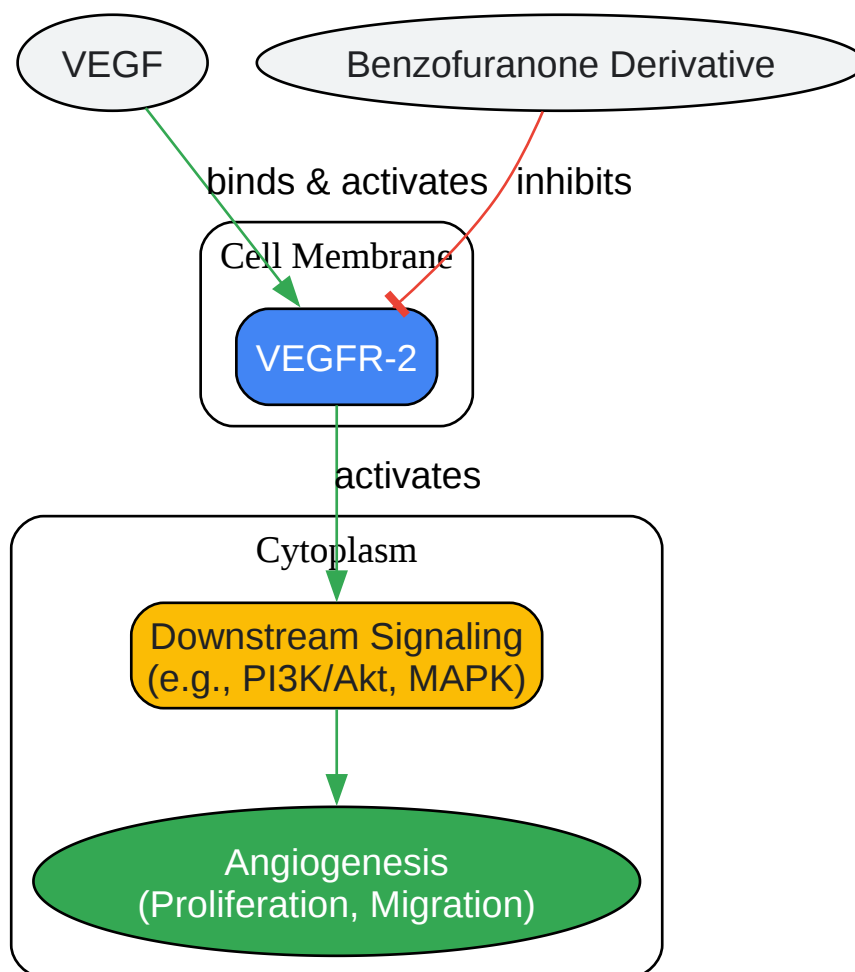 VEGF
Benzofuranone Derivative
binds & activates
inhibits
Cell Membrane
VEGFR-2
activates
Cytoplasm
Downstream Signaling
(e.g., PI3K/Akt, MAPK)
Angiogenesis
(Proliferation, Migration)